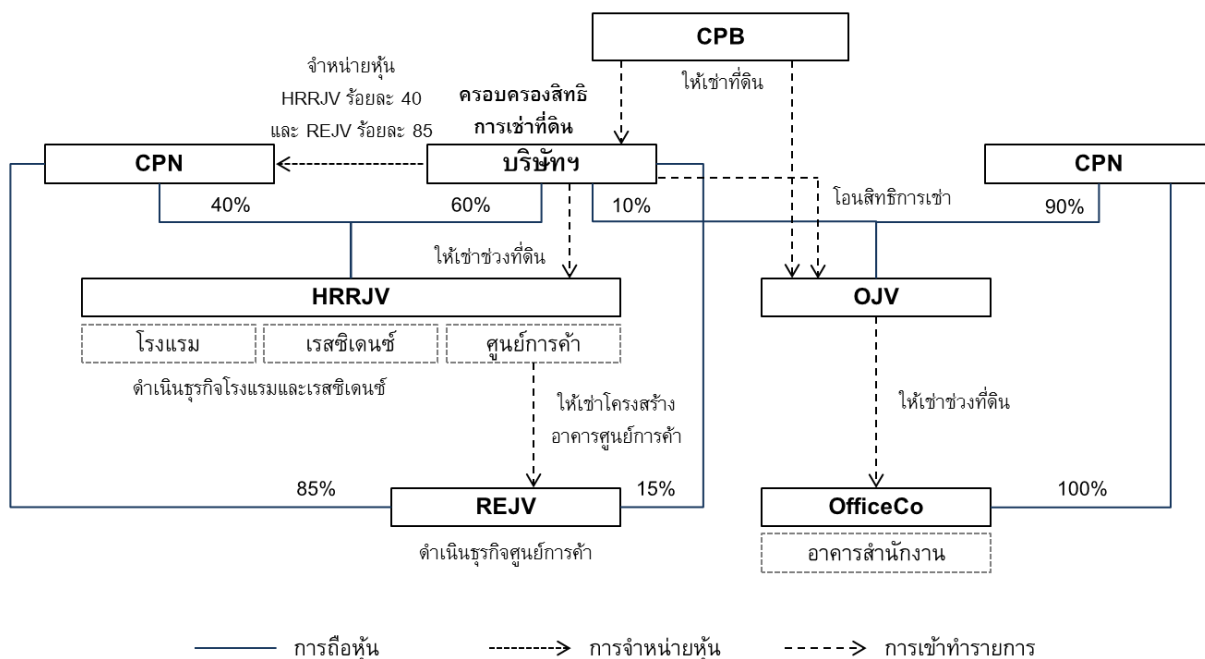 CPB
จำหน่ายหุ้น
HRRJV ร้อยละ 40
และ REJV ร้อยละ 85
ครอบครองสิทธิ
การเช่าที่ดิน
ให้เช่าที่ดิน
CPN
บริษัทฯ
CPN
40%
60%
10%
โอนสิทธิการเช่า
90%
ให้เช่าช่วงที่ดิน
HRRJV
OJV
โรงแรม
เรสซิเดนซ์
ศูนย์การค้า
ดำเนินธุรกิจโรงแรมและเรสซิเดนซ์
ให้เช่าโครงสร้าง
อาคารศูนย์การค้า
ให้เช่าช่วงที่ดิน
85%
REJV
15%
OfficeCo
100%
ดำเนินธุรกิจศูนย์การค้า
อาคารสำนักงาน
การถือหุ้น
การจำหน่ายหุ้น
การเข้าทำรายการ